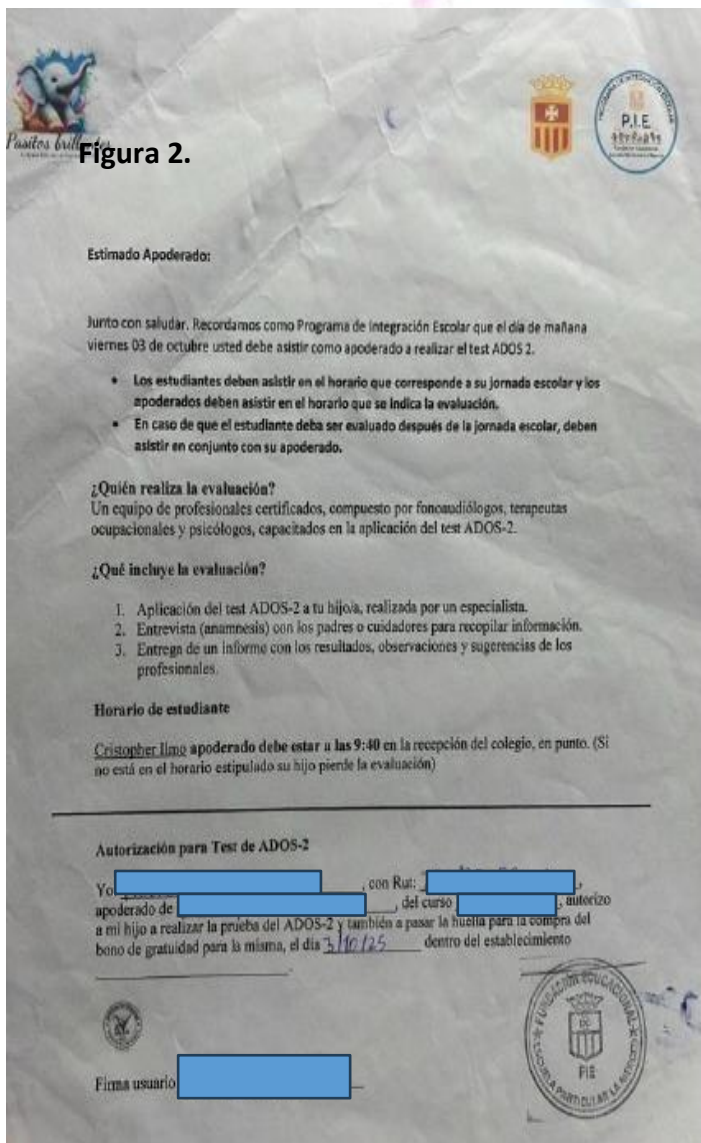 Pasitos brillantes
Figura 2.
P.I.E
Estimado Apoderado:
Junto con saludar. Recordamos como Programa de Integración Escolar que el día de mañana
viernes 03 de octubre usted debe asistir como apoderado a realizar el test ADOS 2.
• Los estudiantes deben asistir en el horario que corresponde a su jornada escolar y los
apoderados deben asistir en el horario que se indica la evaluación.
• En caso de que el estudiante deba ser evaluado después de la jornada escolar, deben
asistir en conjunto con su apoderado.
¿Quién realiza la evaluación?
Un equipo de profesionales certificados, compuesto por fonoaudiólogos, terapeutas
ocupacionales y psicólogos, capacitados en la aplicación del test ADOS-2.
¿Qué incluye la evaluación?
1. Aplicación del test ADOS-2 a tu hijo/a, realizada por un especialista.
2. Entrevista (anamnesis) con los padres o cuidadores para recopilar información.
3. Entrega de un informe con los resultados, observaciones y sugerencias de los
profesionales.
Horario de estudiante
Cristopher apoderado debe estar a las 9:40 en la recepción del colegio, en punto. (Si
no está en el horario estipulado su hijo pierde la evaluación)
Autorización para Test de ADOS-2
Yo , con Rut: ,
apoderado de , del curso , autorizo
a mi hijo a realizar la prueba del ADOS-2 y también a pasar la huella para la compra del
bono de gratuidad para la misma, el día 3/10/25 dentro del establecimiento
FUNDACIÓN EDUCACIONAL
PIE
ESCUELA PARTICULAR LA MERCED
Firma usuario